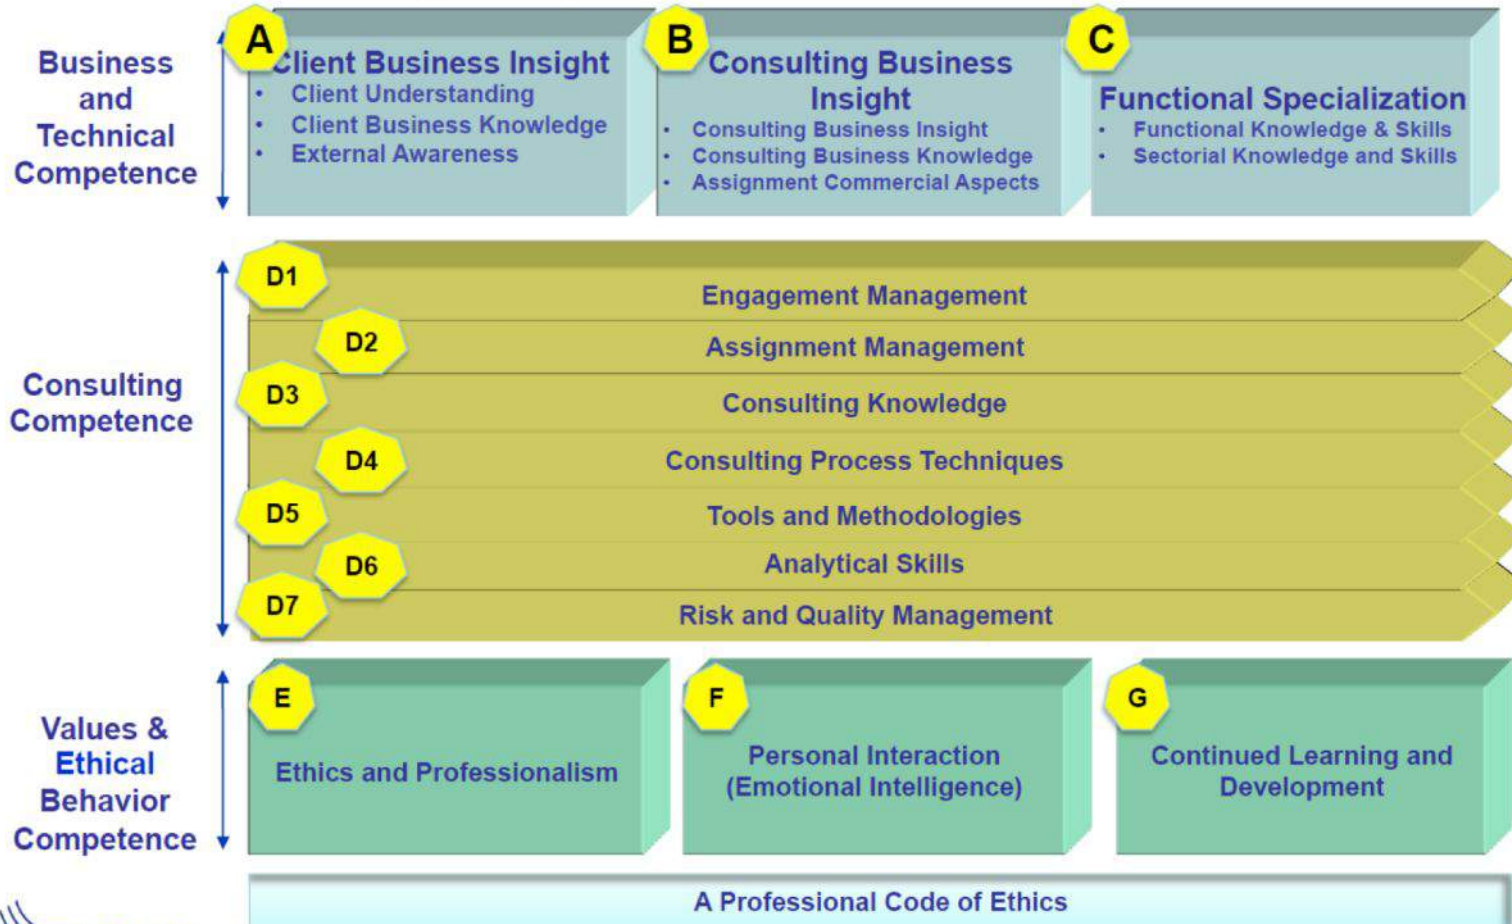 Business
and
Technical
Competence
A
Client Business Insight
• Client Understanding
• Client Business Knowledge
• External Awareness
B
Consulting Business
Insight
• Consulting Business Insight
• Consulting Business Knowledge
• Assignment Commercial Aspects
C
Functional Specialization
• Functional Knowledge & Skills
• Sectorial Knowledge and Skills
Consulting
Competence
D1
Engagement Management
D2
Assignment Management
D3
Consulting Knowledge
D4
Consulting Process Techniques
D5
Tools and Methodologies
D6
Analytical Skills
D7
Risk and Quality Management
Values &
Ethical
Behavior
Competence
E
Ethics and Professionalism
F
Personal Interaction
(Emotional Intelligence)
G
Continued Learning and
Development
A Professional Code of Ethics